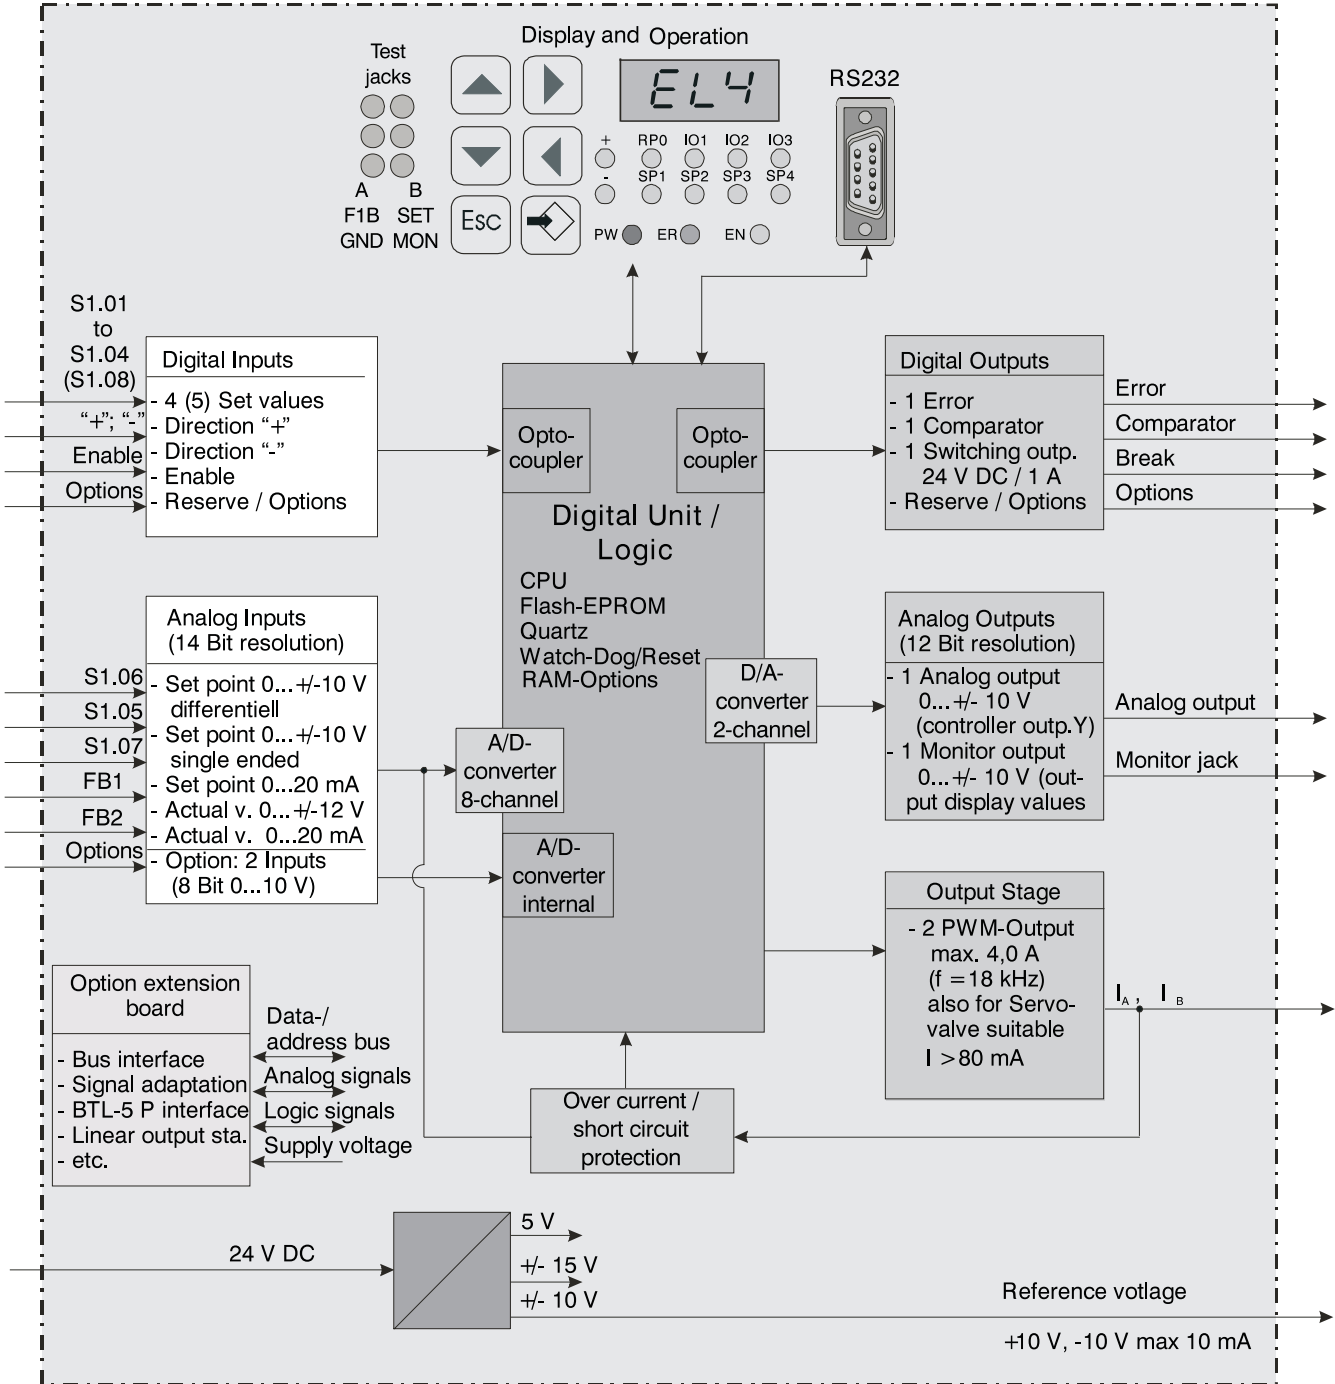 Display and Operation
Test
jacks
EL4
RS232
+ RP0 IO1 IO2 IO3
- SP1 SP2 SP3 SP4
A B
F1B SET
GND MON
Esc
PW ER EN
S1.01
to
S1.04
(S1.08)
"+"; "-"
Enable
Options
Digital Inputs
- 4 (5) Set values
- Direction "+"
- Direction "-"
- Enable
- Reserve / Options
Opto-
coupler
Opto-
coupler
Digital Unit /
Logic
CPU
Flash-EPROM
Quartz
Watch-Dog/Reset
RAM-Options
Digital Outputs
- 1 Error
- 1 Comparator
- 1 Switching outp.
24 V DC / 1 A
- Reserve / Options
Error
Comparator
Break
Options
S1.06
S1.05
S1.07
FB1
FB2
Options
Analog Inputs
(14 Bit resolution)
- Set point 0...+/-10 V
differentiell
- Set point 0...+/-10 V
single ended
- Set point 0...20 mA
- Actual v. 0...+/-12 V
- Actual v. 0...20 mA
- Option: 2 Inputs
(8 Bit 0...10 V)
A/D-
converter
8-channel
A/D-
converter
internal
D/A-
converter
2-channel
Analog Outputs
(12 Bit resolution)
- 1 Analog output
0...+/- 10 V
(controller outp.Y)
- 1 Monitor output
0...+/- 10 V (out-
put display values
Analog output
Monitor jack
Output Stage
- 2 PWM-Output
max. 4,0 A
(f =18 kHz)
also for Servo-
valve suitable
I >80 mA
IA, IB
Option extension
board
- Bus interface
- Signal adaptation
- BTL-5 P interface
- Linear output sta.
- etc.
Data-/
address bus
Analog signals
Logic signals
Supply voltage
Over current /
short circuit
protection
24 V DC
5 V
+/- 15 V
+/- 10 V
Reference votlage
+10 V, -10 V max 10 mA